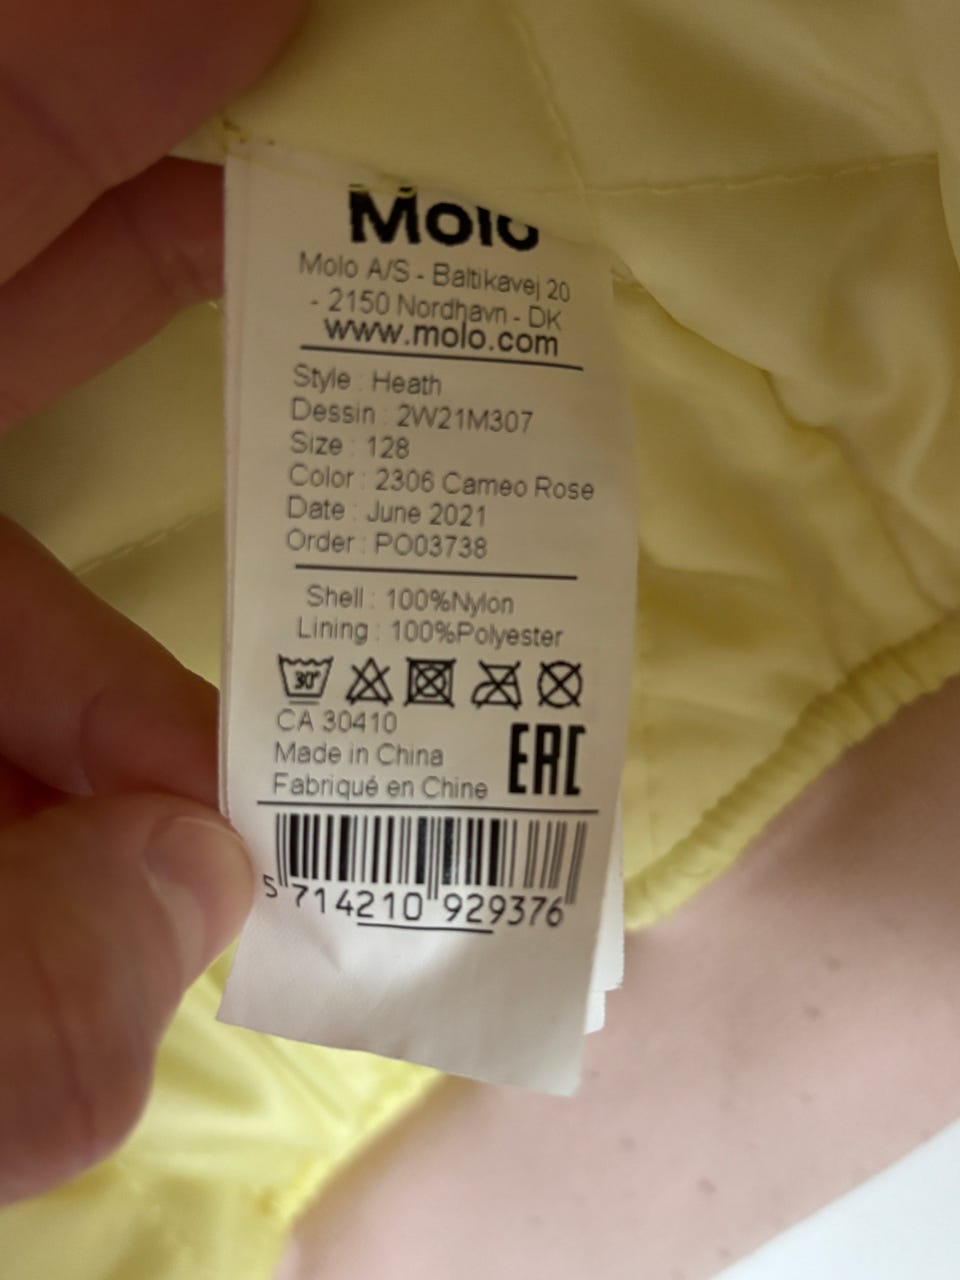 Molo
Molo A/S - Baltikavej 20
- 2150 Nordhavn - DK
www.molo.com
Style : Heath
Dessin : 2W21M307
Size : 128
Color : 2306 Cameo Rose
Date : June 2021
Order : PO03738
Shell : 100%Nylon
Lining : 100%Polyester
30°
CA 30410
Made in China
Fabriqué en Chine
EAC
5 714210 929376